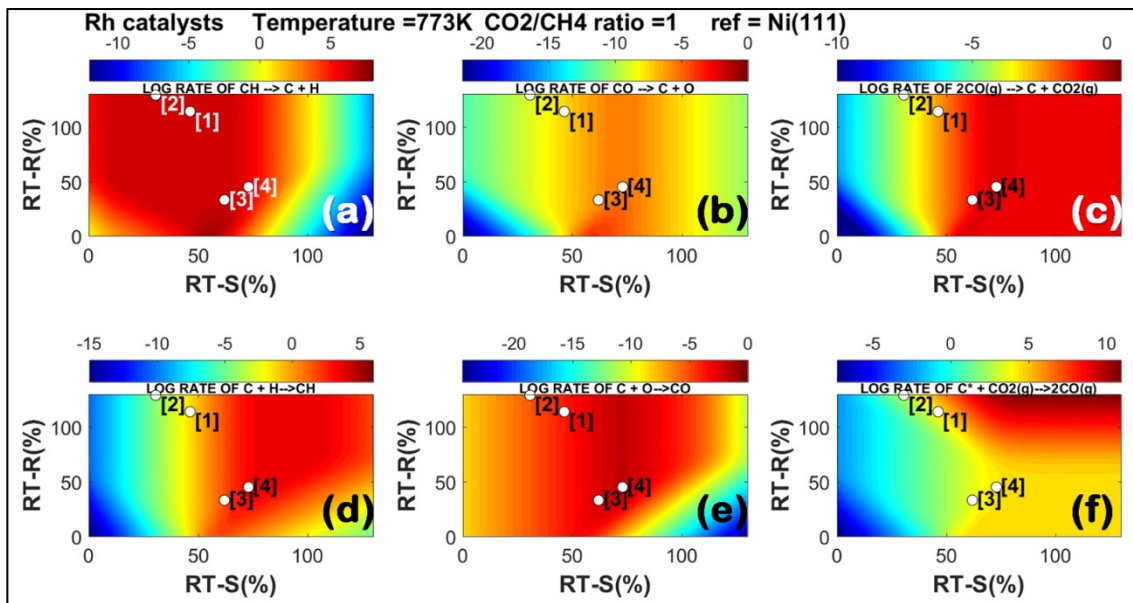 Rh catalysts Temperature =773K CO2/CH4 ratio =1 ref = Ni(111)
-10 -5 0 5
LOG RATE OF CH --> C + H
RT-R(%)
100
50
0
[2]
[1]
[3]
[4]
(a)
0 50 100
RT-S(%)
-20 -15 -10 -5 0
LOG RATE OF CO --> C + O
RT-R(%)
100
50
0
[2]
[1]
[3]
[4]
(b)
0 50 100
RT-S(%)
-10 -5 0
LOG RATE OF 2CO(g) --> C + CO2(g)
RT-R(%)
100
50
0
[2]
[1]
[3]
[4]
(c)
0 50 100
RT-S(%)
-15 -10 -5 0 5
LOG RATE OF C + H-->CH
RT-R(%)
100
50
0
[2]
[1]
[3]
[4]
(d)
0 50 100
RT-S(%)
-20 -15 -10 -5 0
LOG RATE OF C + O-->CO
RT-R(%)
100
50
0
[2]
[1]
[3]
[4]
(e)
0 50 100
RT-S(%)
-5 0 5 10
LOG RATE OF C* + CO2(g)-->2CO(g)
RT-R(%)
100
50
0
[2]
[1]
[3]
[4]
(f)
0 50 100
RT-S(%)